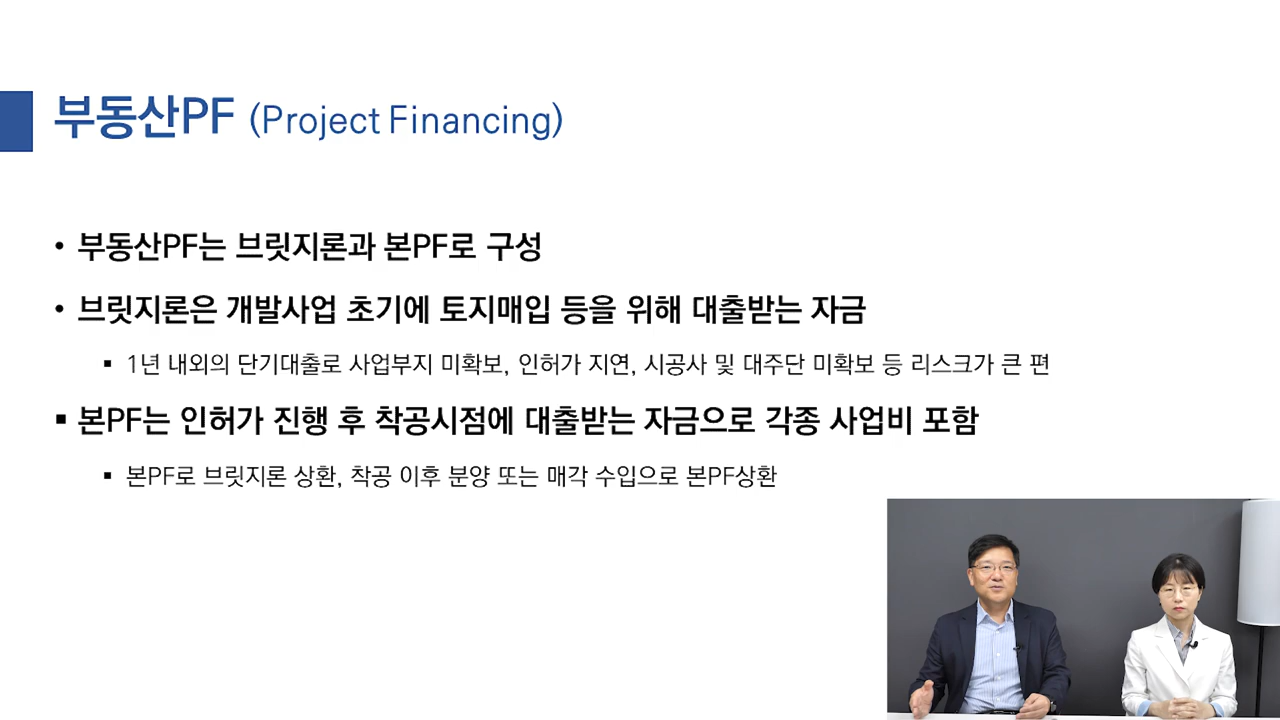 부동산PF (Project Financing)
• 부동산PF는 브릿지론과 본PF로 구성
• 브릿지론은 개발사업 초기에 토지매입 등을 위해 대출받는 자금
▪ 1년 내외의 단기대출로 사업부지 미확보, 인허가 지연, 시공사 및 대주단 미확보 등 리스크가 큰 편
▪ 본PF는 인허가 진행 후 착공시점에 대출받는 자금으로 각종 사업비 포함
▪ 본PF로 브릿지론 상환, 착공 이후 분양 또는 매각 수입으로 본PF상환